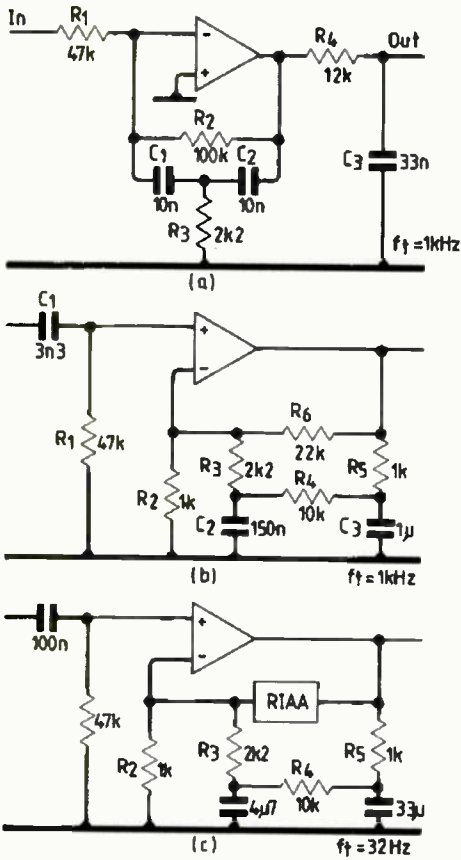 In
R1
47k
-
+
R4
12k
Out
R2
100k
C1
10n
C2
10n
R3
2k2
C3
33n
ft=1kHz
(a)
C1
3n3
+
-
R1
47k
R6
22k
R3
2k2
R5
1k
R4
10k
R2
1k
C2
150n
C3
1µ
(b)
ft=1kHz
100n
+
-
RIAA
47k
R3
2k2
R5
1k
R2
1k
R4
10k
4µ7
33µ
(c)
ft=32Hz